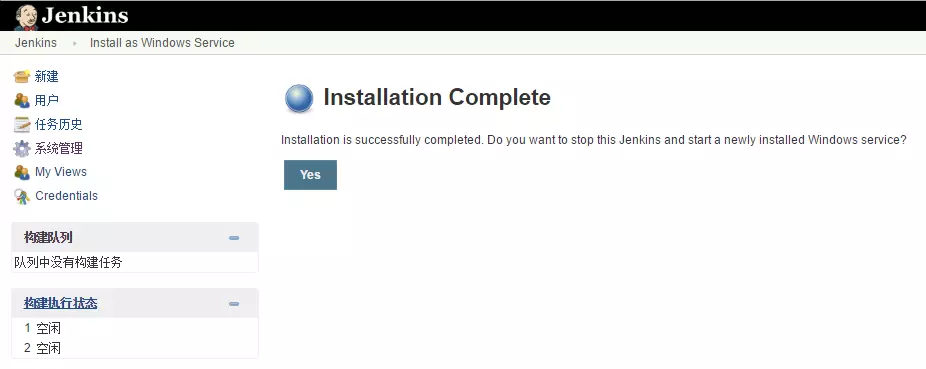 Jenkins
Jenkins Install as Windows Service
新建
用户
任务历史
系统管理
My Views
Credentials
构建队列
队列中没有构建任务
构建执行状态
1 空闲
2 空闲
Installation Complete
Installation is successfully completed. Do you want to stop this Jenkins and start a newly installed Windows service?
Yes